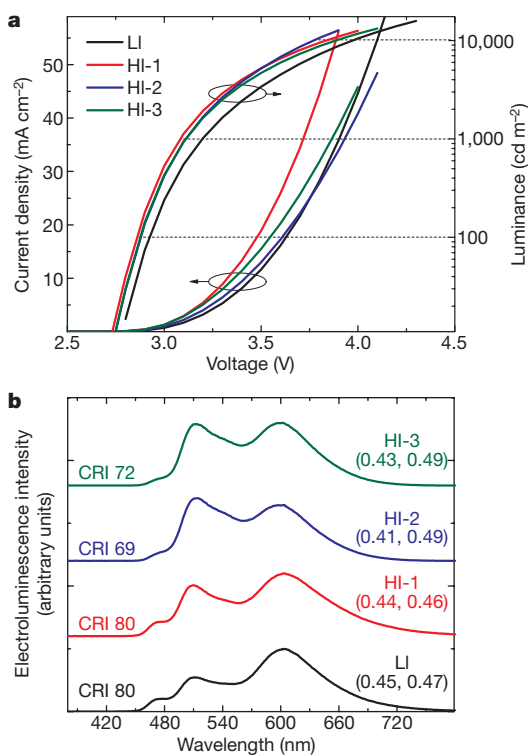 a
LI
HI-1
HI-2
HI-3
Current density (mA cm−2)
50
40
30
20
10
10,000
1,000
100
Luminance (cd m−2)
2.5 3.0 3.5 4.0 4.5
Voltage (V)
b
Electroluminescence intensity
(arbitrary units)
CRI 72
HI-3
(0.43, 0.49)
CRI 69
HI-2
(0.41, 0.49)
CRI 80
HI-1
(0.44, 0.46)
CRI 80
LI
(0.45, 0.47)
420 480 540 600 660 720
Wavelength (nm)